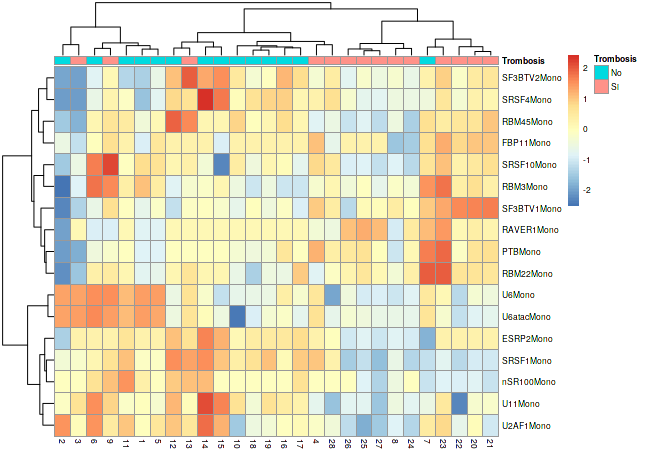 Trombosis
SF3BTV2Mono
SRSF4Mono
RBM45Mono
FBP11Mono
SRSF10Mono
RBM3Mono
SF3BTV1Mono
RAVER1Mono
PTBMono
RBM22Mono
U6Mono
U6atacMono
ESRP2Mono
SRSF1Mono
nSR100Mono
U11Mono
U2AF1Mono
2 3 6 9 11 1 5 12 13 14 15 10 18 19 16 17 4 28 26 25 27 8 24 7 23 22 20 21
2
1
0
-1
-2
Trombosis
No
SI